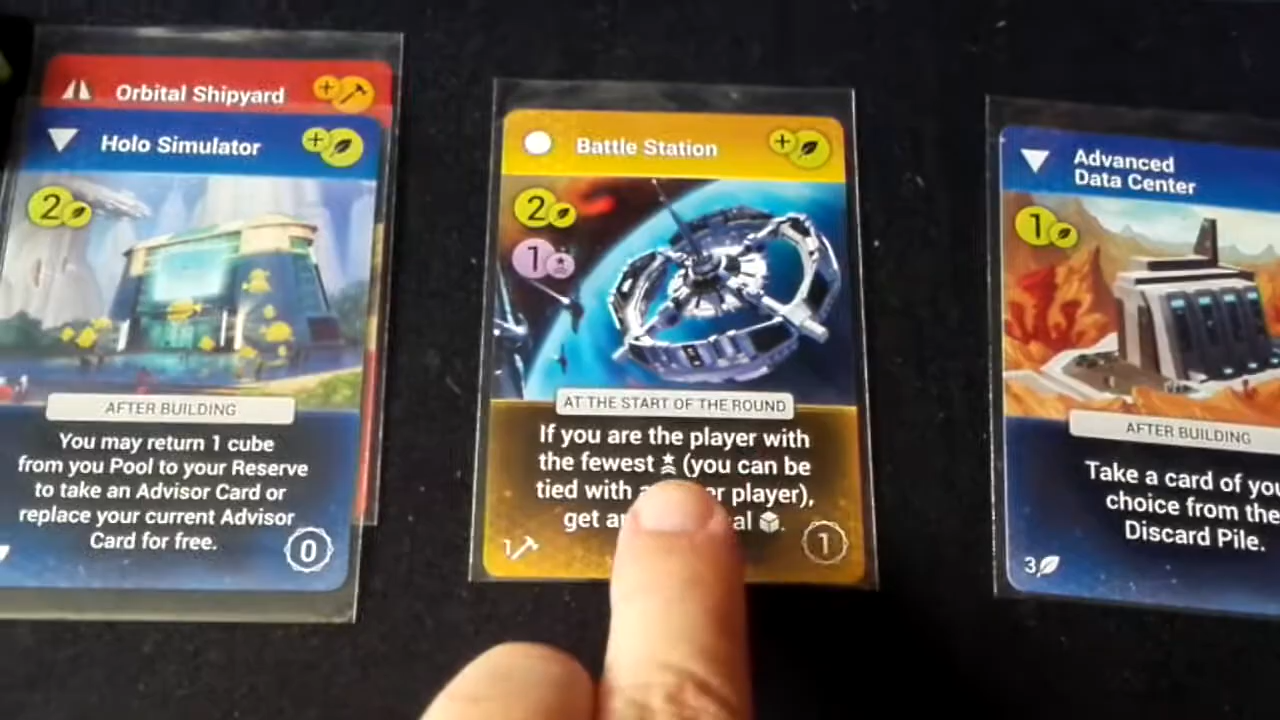 Orbital Shipyard
+
Holo Simulator
+
2
AFTER BUILDING
You may return 1 cube
from you Pool to your Reserve
to take an Advisor Card or
replace your current Advisor
Card for free.
0
Battle Station
+
2
1
AT THE START OF THE ROUND
If you are the player with
the fewest (you can be
tied with player),
get
1
1
Advanced
Data Center
1
AFTER BUILDING
Take a card of
choice from the
Discard Pile.
3